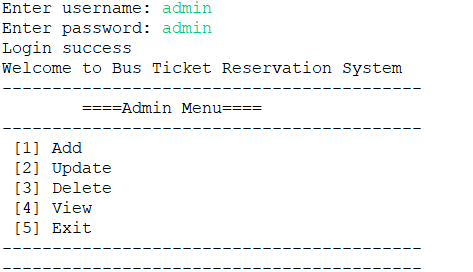 Enter username: admin
Enter password: admin
Login success
Welcome to Bus Ticket Reservation System
------------------------------------------
        ====Admin Menu====
------------------------------------------
 [1] Add
 [2] Update
 [3] Delete
 [4] View
 [5] Exit
------------------------------------------
------------------------------------------